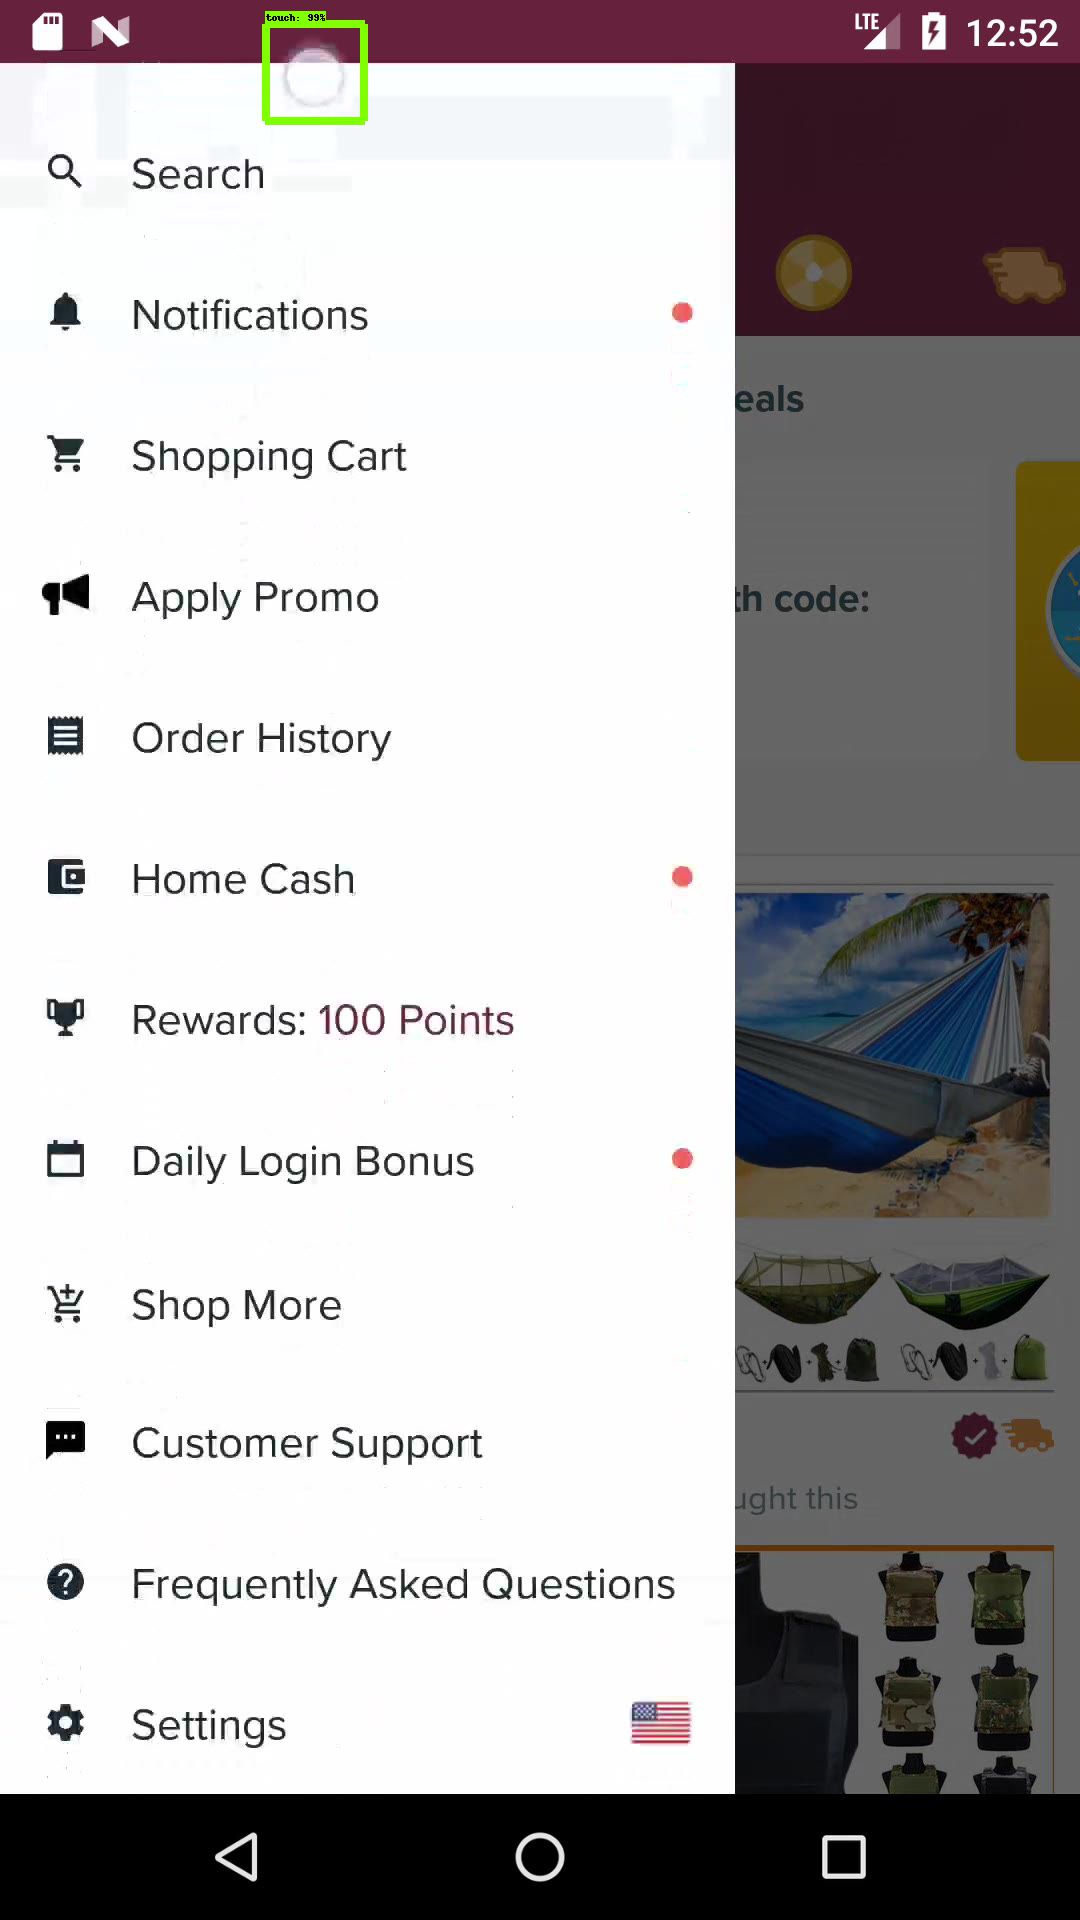 touch: 99%
LTE 12:52
Search
Notifications
eals
Shopping Cart
Apply Promo
th code:
Order History
Home Cash
Rewards: 100 Points
Daily Login Bonus
Shop More
Customer Support
ught this
Frequently Asked Questions
Settings